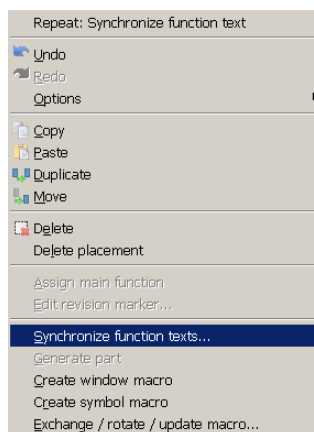 Repeat: Synchronize function text
Undo
Redo
Options
Copy
Paste
Duplicate
Move
Delete
Delete placement
Assign main function
Edit revision marker...
Synchronize function texts...
Generate part
Create window macro
Create symbol macro
Exchange / rotate / update macro...